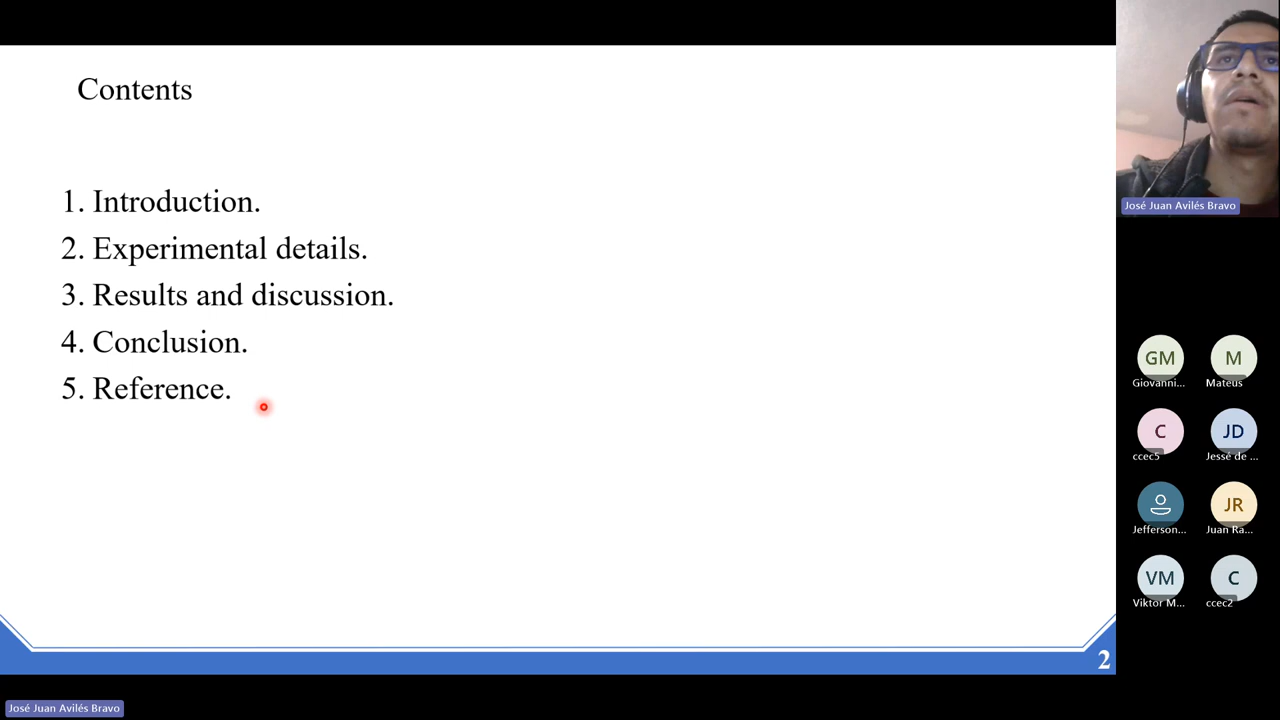 Contents
1. Introduction.
2. Experimental details.
3. Results and discussion.
4. Conclusion.
5. Reference.
2
José Juan Avilés Bravo
GM
M
Giovanni...
Mateus
C
JD
ccec5
Jessé de ...
JR
Jefferson...
Juan Ra...
VM
C
Viktor M...
ccec2
José Juan Avilés Bravo